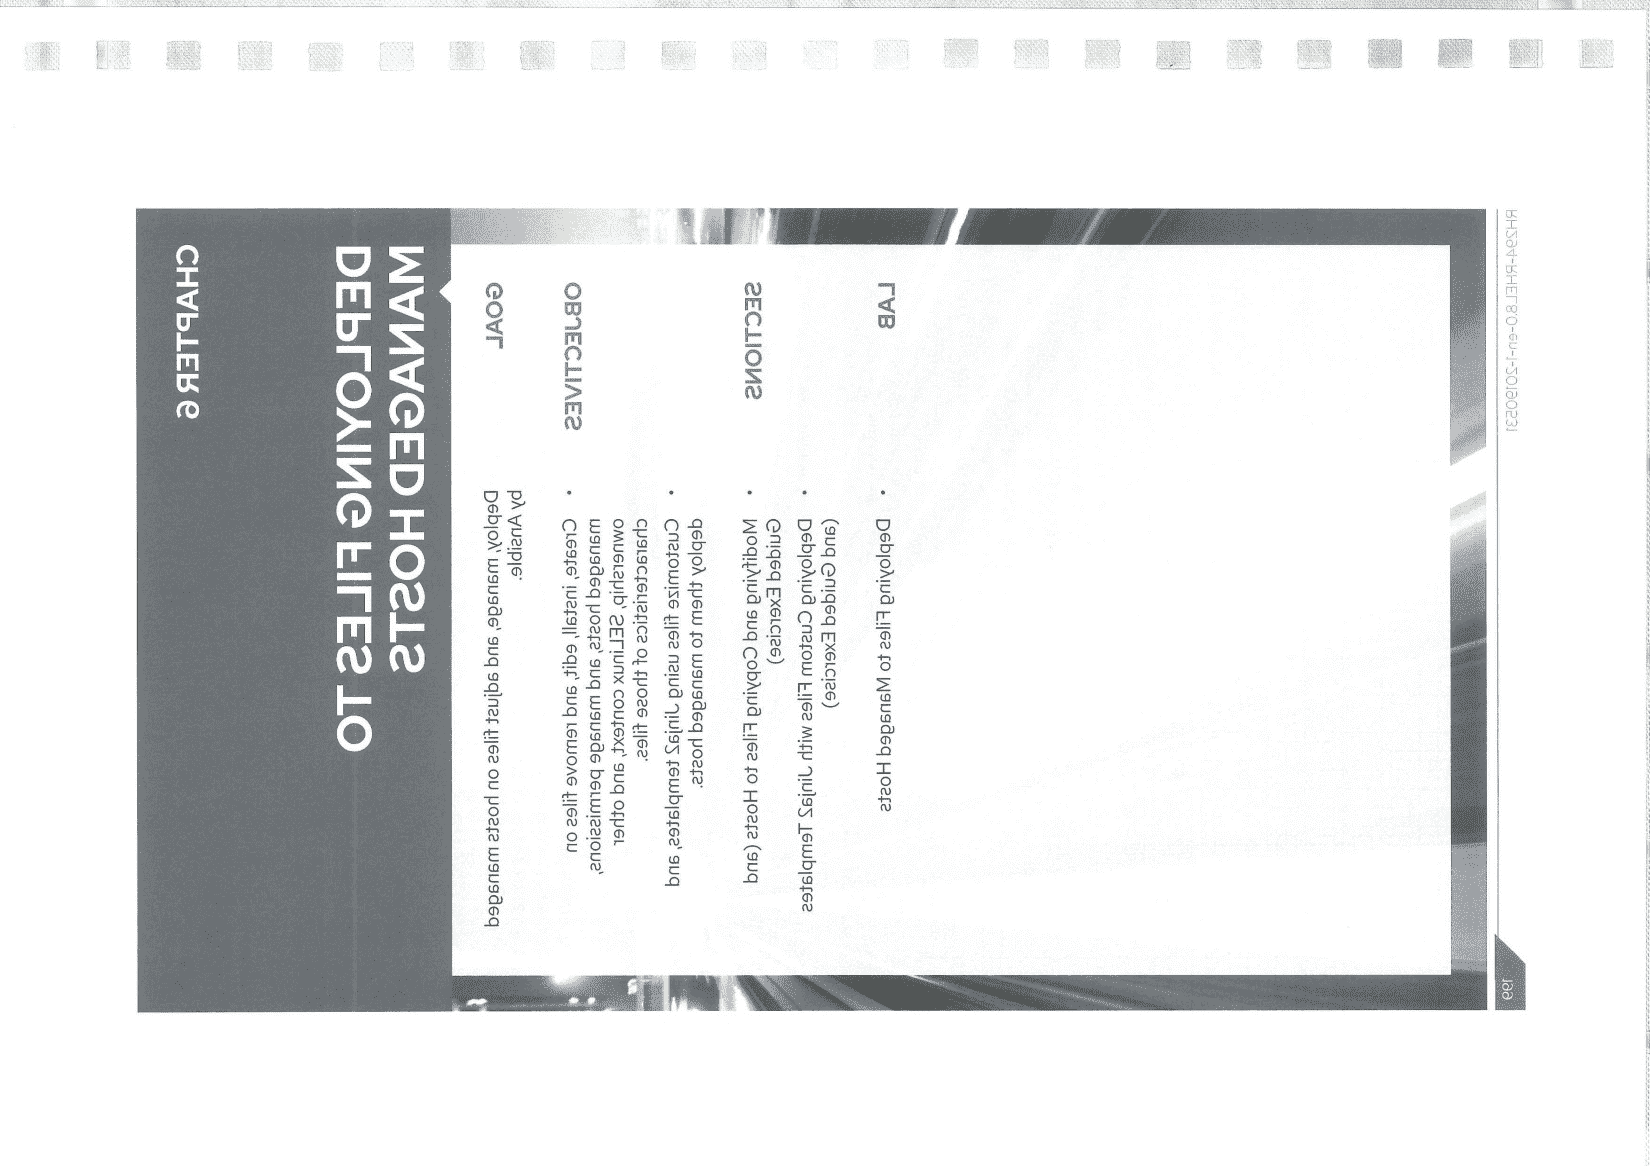 CHAPTER 6
DEPLOYING FILES TO
MANAGED HOSTS
GOAL
Deploy, manage, and adjust files on hosts managed
by Ansible.
OBJECTIVES
• Create, install, edit, and remove files on
managed hosts, and manage permissions,
ownership, SELinux context, and other
characteristics of those files.
• Customize files using Jinja2 templates, and
deploy them to managed hosts.
SECTIONS
• Modifying and Copying Files to Hosts (and
Guided Exercise)
• Deploying Custom Files with Jinja2 Templates
(and Guided Exercise)
LAB
• Deploying Files to Managed Hosts
RH294-RHEL8.0-en-1-20190531
199